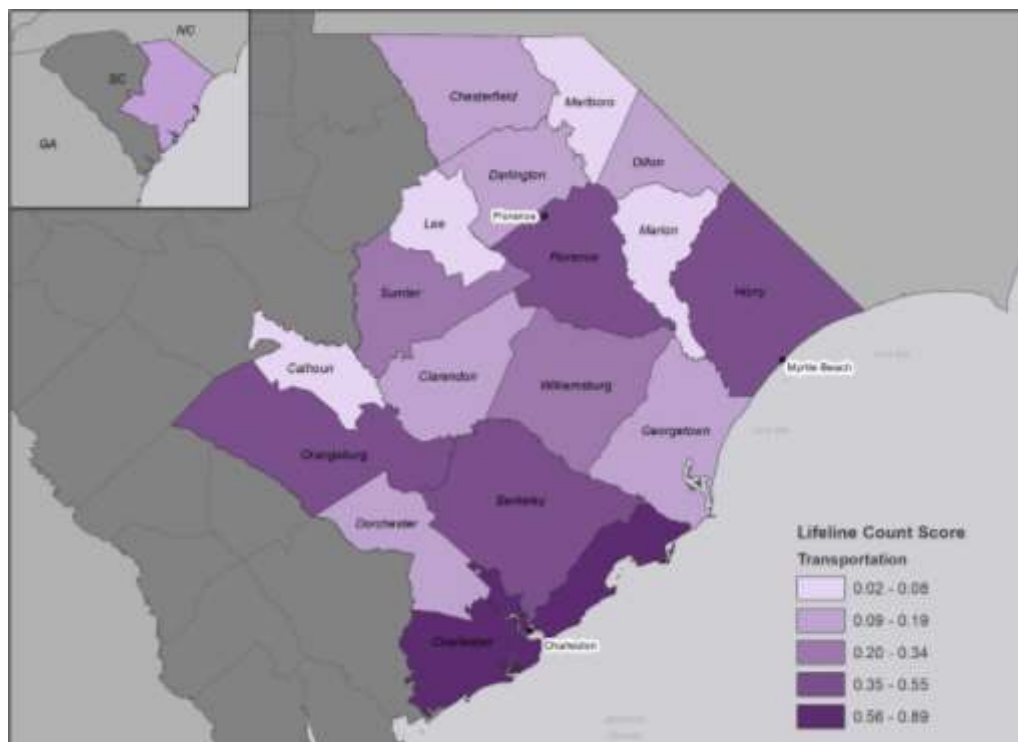 NC
SC
GA
Chesterfield
Marlboro
Dillon
Darlington
Lee
Florence
Marion
Florence
Horry
Sumter
Myrtle Beach
Calhoun
Clarendon
Williamsburg
Georgetown
Orangeburg
Berkeley
Dorchester
Charleston
Charleston
Lifeline Count Score
Transportation
0.02 - 0.08
0.09 - 0.19
0.20 - 0.34
0.35 - 0.55
0.56 - 0.89